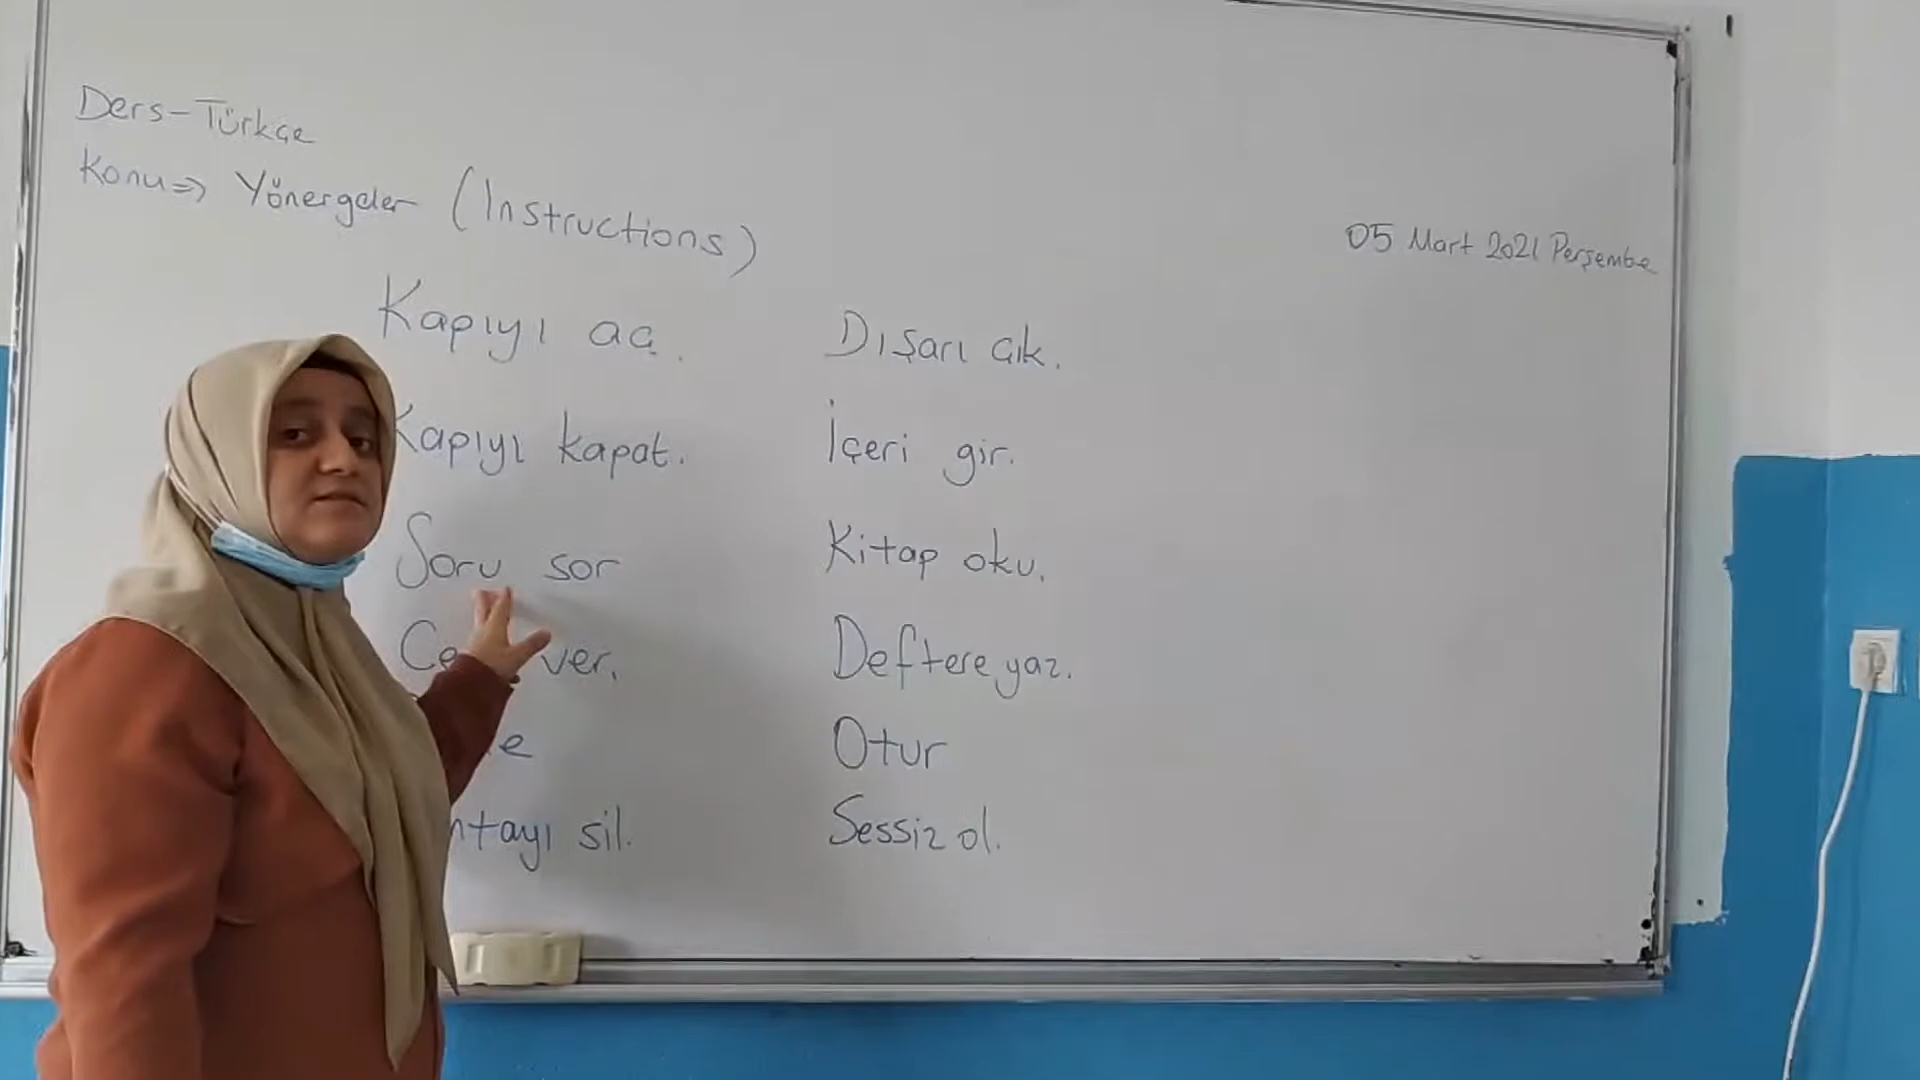 Ders-Türkçe
Konu⇒ Yönergeler (Instructions)
05 Mart 2021 Perşembe
Kapıyı aç.
Kapıyı kapat.
Soru sor
ver.
sil.
Dışarı çık.
İçeri gir.
Kitap oku.
Deftere yaz.
Otur
Sessiz ol.